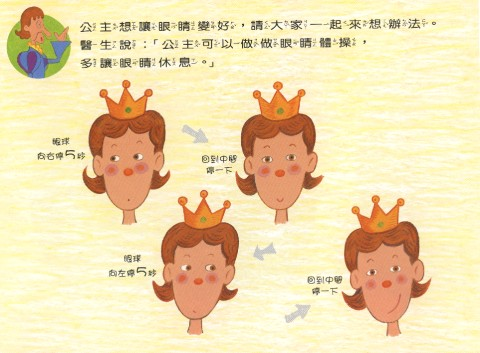 公主想讓眼睛變好，請大家一起來想辦法。
醫生說：「公主可以做做眼睛體操，
多讓眼睛休息。」
眼球
向右停5秒
回到中間
停一下
眼球
向左停5秒
回到中間
停一下